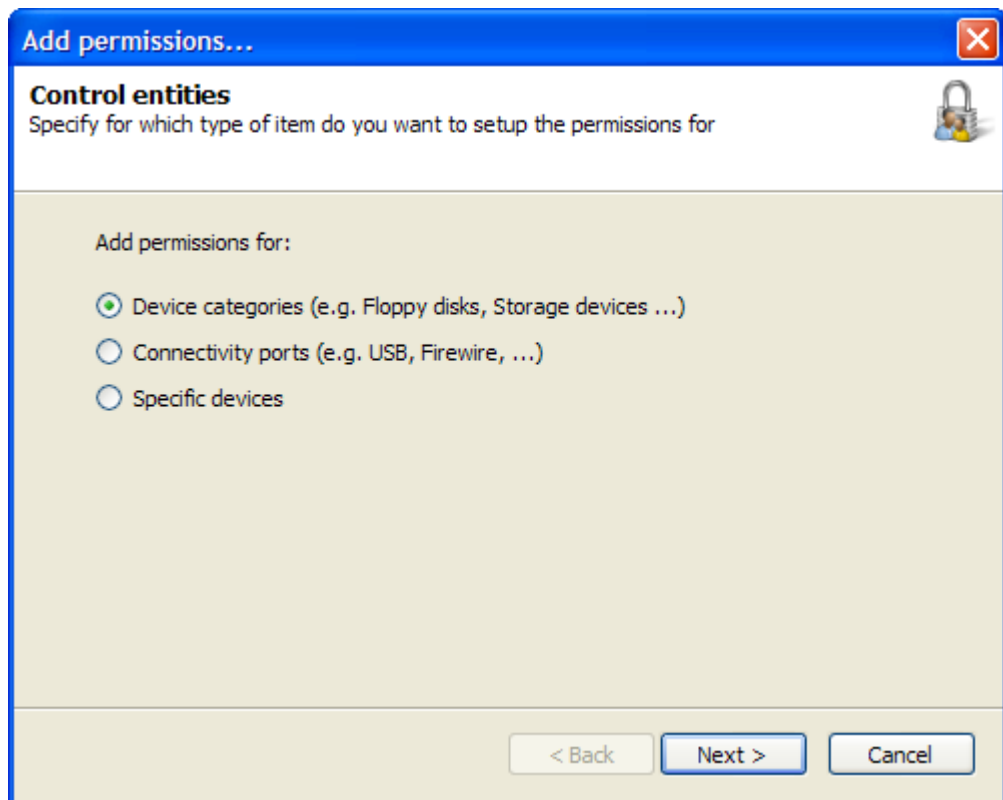 Add permissions...
Control entities
Specify for which type of item do you want to setup the permissions for
Add permissions for:
Device categories (e.g. Floppy disks, Storage devices ...)
Connectivity ports (e.g. USB, Firewire, ...)
Specific devices
< Back Next > Cancel